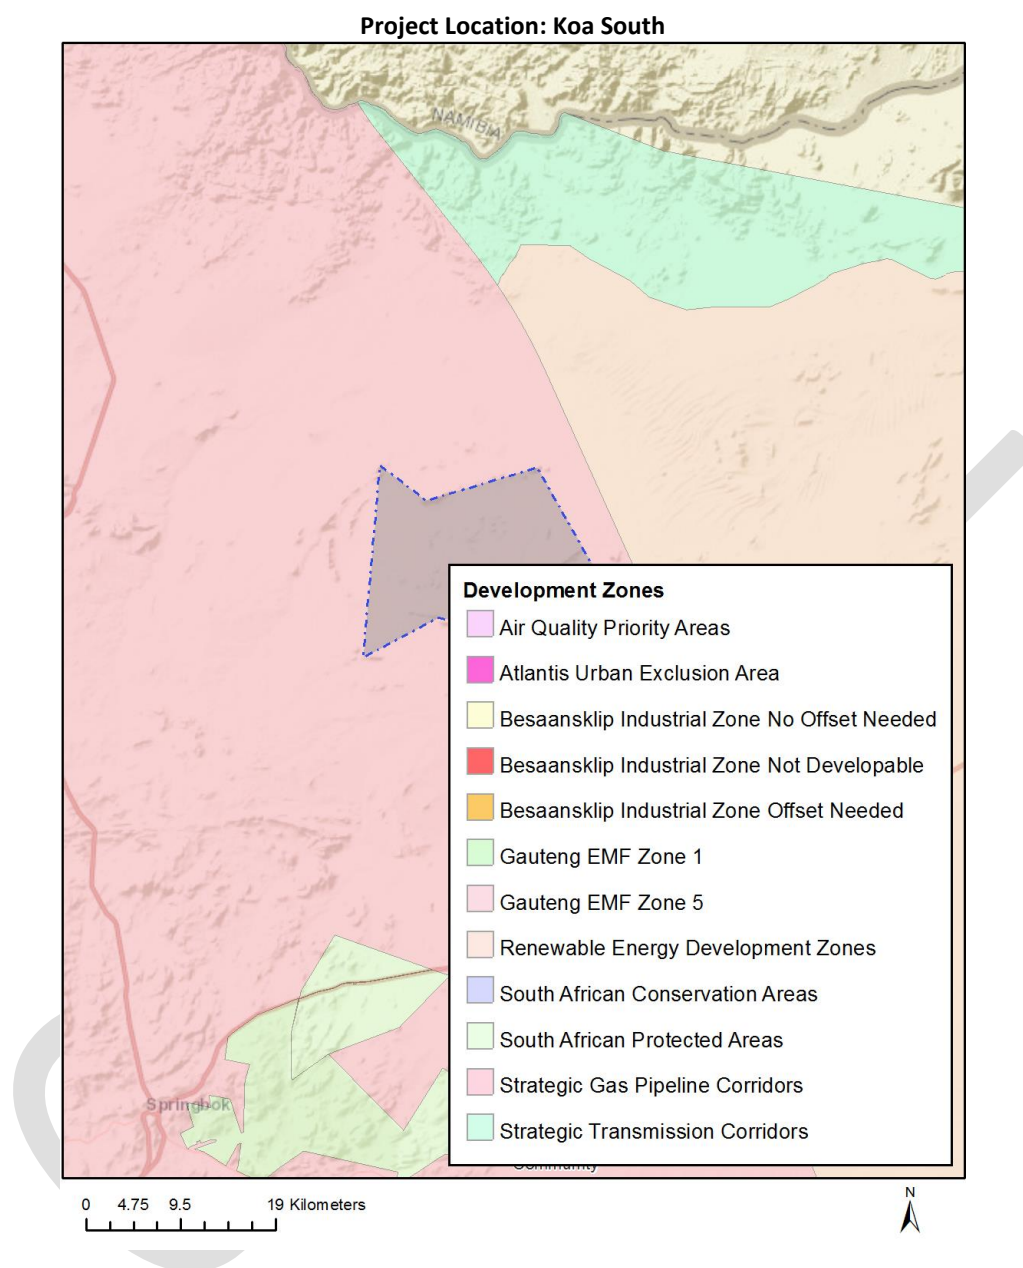 Project Location: Koa South
NAMIBIA
Development Zones
Air Quality Priority Areas
Atlantis Urban Exclusion Area
Besaansklip Industrial Zone No Offset Needed
Besaansklip Industrial Zone Not Developable
Besaansklip Industrial Zone Offset Needed
Gauteng EMF Zone 1
Gauteng EMF Zone 5
Renewable Energy Development Zones
South African Conservation Areas
South African Protected Areas
Strategic Gas Pipeline Corridors
Strategic Transmission Corridors
Springbok
Community
0 4.75 9.5 19 Kilometers
N